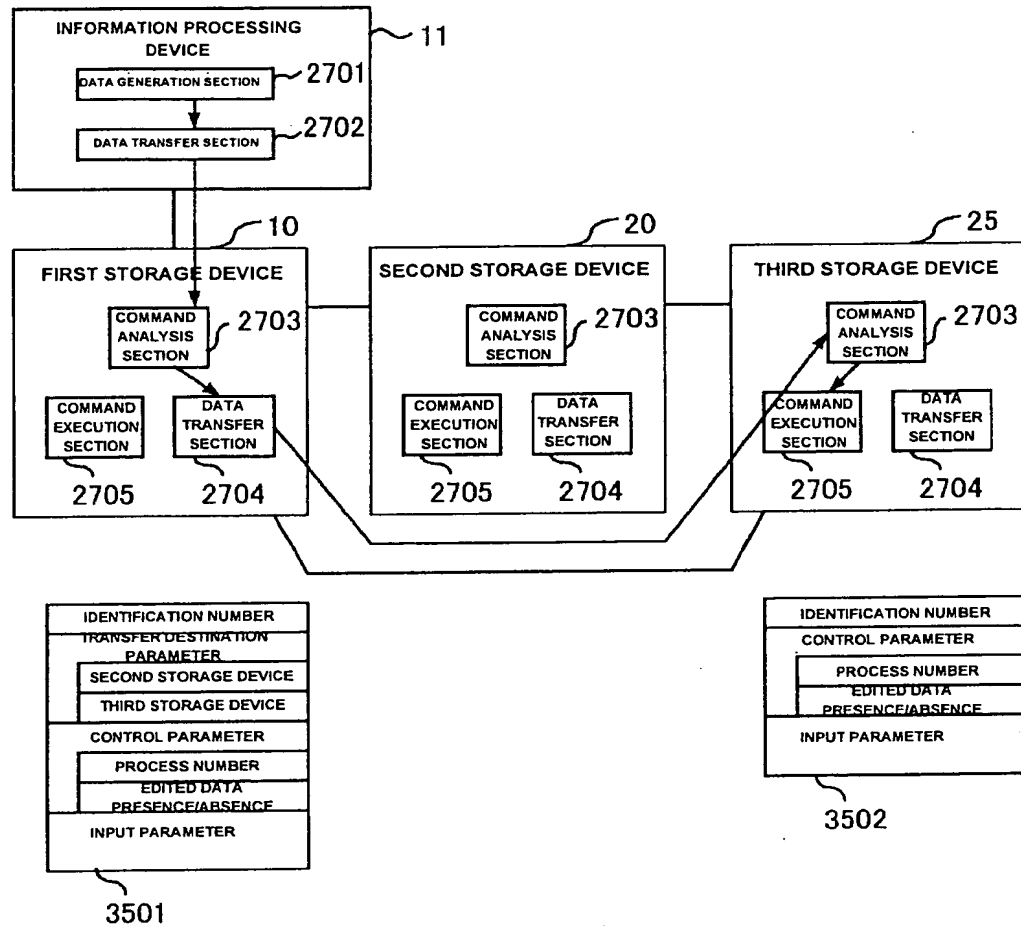 INFORMATION PROCESSING
DEVICE
11
DATA GENERATION SECTION
2701
DATA TRANSFER SECTION
2702
10
FIRST STORAGE DEVICE
COMMAND
ANALYSIS
SECTION
2703
COMMAND
EXECUTION
SECTION
2705
DATA
TRANSFER
SECTION
2704
20
SECOND STORAGE DEVICE
COMMAND
ANALYSIS
SECTION
2703
COMMAND
EXECUTION
SECTION
2705
DATA
TRANSFER
SECTION
2704
25
THIRD STORAGE DEVICE
COMMAND
ANALYSIS
SECTION
2703
COMMAND
EXECUTION
SECTION
2705
DATA
TRANSFER
SECTION
2704
IDENTIFICATION NUMBER
TRANSFER DESTINATION
PARAMETER
SECOND STORAGE DEVICE
THIRD STORAGE DEVICE
CONTROL PARAMETER
PROCESS NUMBER
EDITED DATA
PRESENCE/ABSENCE
INPUT PARAMETER
3501
IDENTIFICATION NUMBER
CONTROL PARAMETER
PROCESS NUMBER
EDITED DATA
PRESENCE/ABSENCE
INPUT PARAMETER
3502